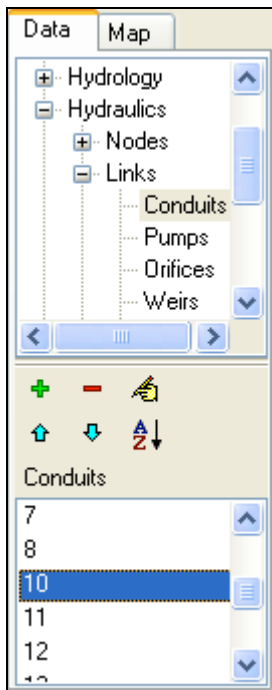 Data Map
Hydrology
Hydraulics
Nodes
Links
Conduits
Pumps
Orifices
Weirs
A
Z
Conduits
7
8
10
11
12